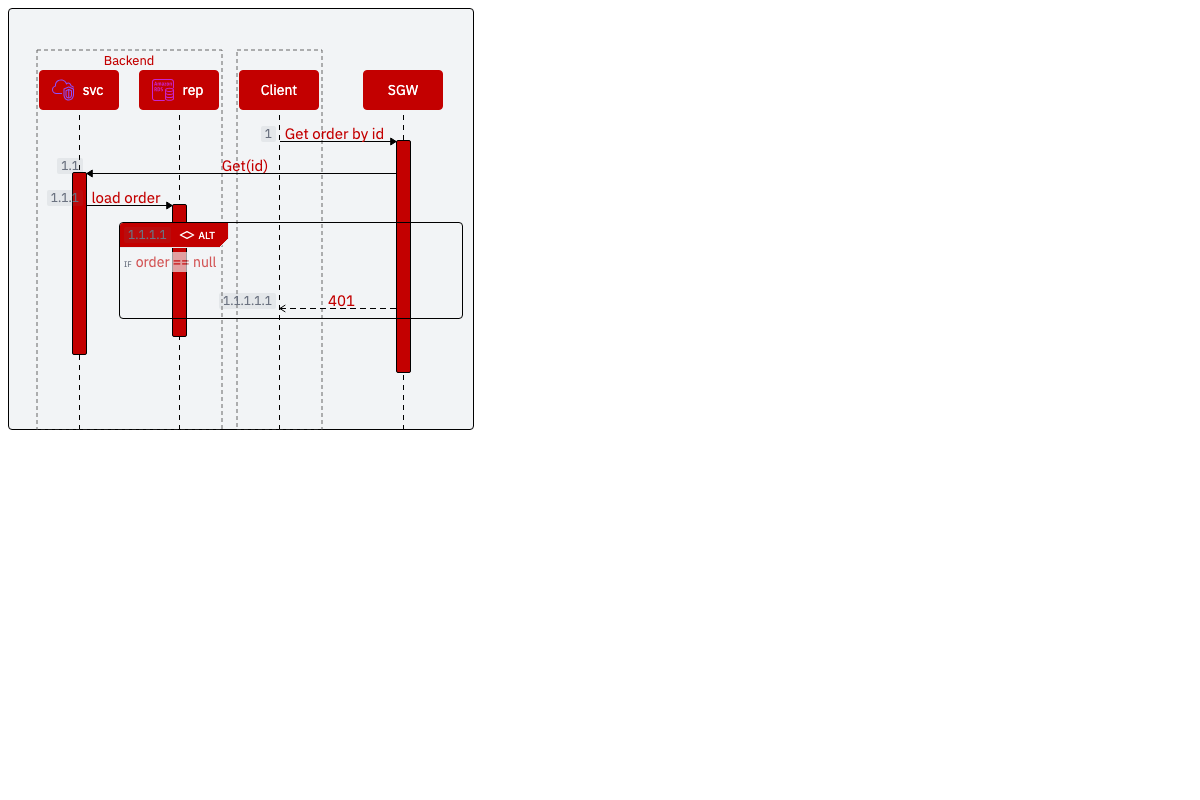 Backend
svc
rep
Client
SGW
1 Get order by id
1.1 Get(id)
1.1.1 load order
1.1.1.1 ALT
IF order == null
1.1.1.1.1 401